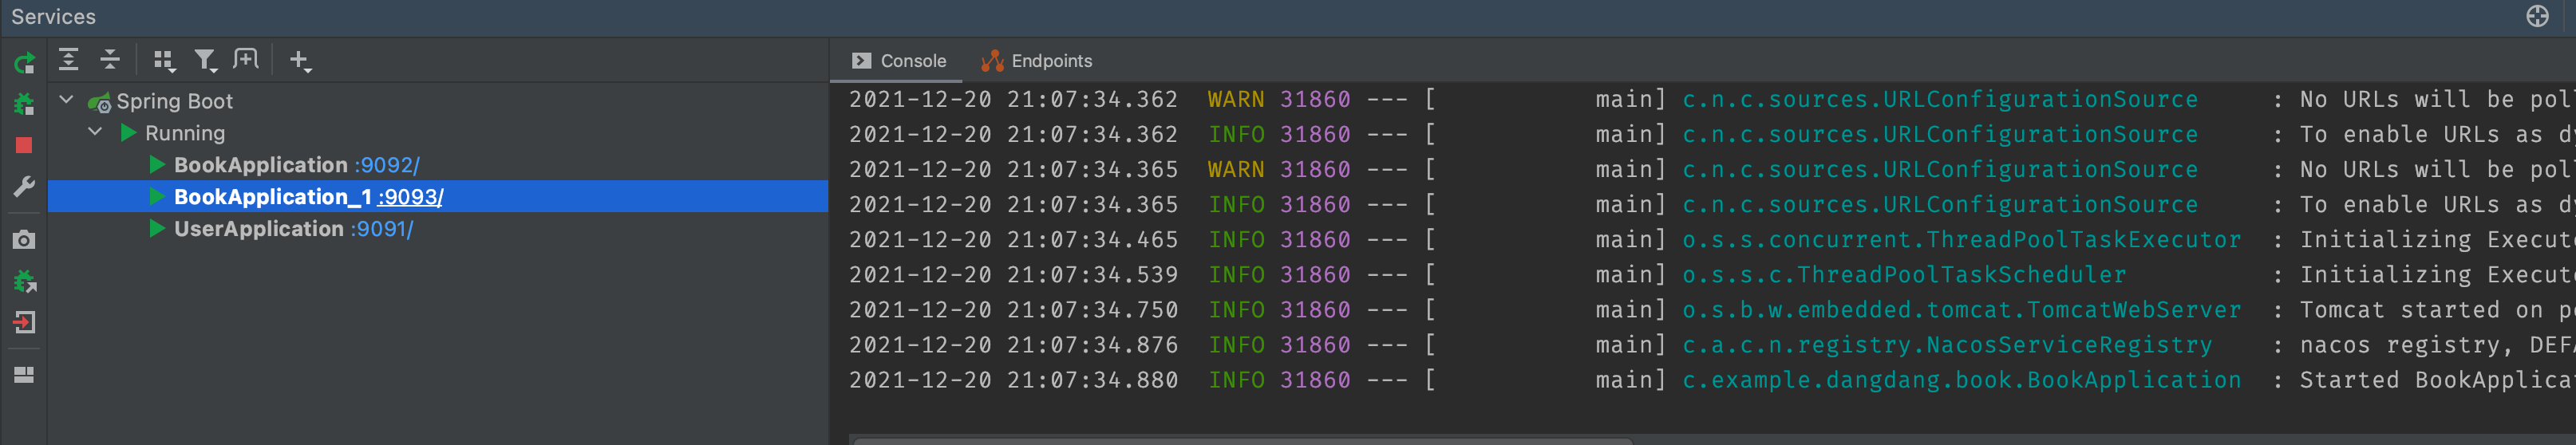 Services
Console Endpoints
Spring Boot
Running
BookApplication :9092/
BookApplication_1 :9093/
UserApplication :9091/
2021-12-20 21:07:34.362 WARN 31860 --- [ main] c.n.c.sources.URLConfigurationSource : No URLs will be pol
2021-12-20 21:07:34.362 INFO 31860 --- [ main] c.n.c.sources.URLConfigurationSource : To enable URLs as dy
2021-12-20 21:07:34.365 WARN 31860 --- [ main] c.n.c.sources.URLConfigurationSource : No URLs will be pol
2021-12-20 21:07:34.365 INFO 31860 --- [ main] c.n.c.sources.URLConfigurationSource : To enable URLs as dy
2021-12-20 21:07:34.465 INFO 31860 --- [ main] o.s.s.concurrent.ThreadPoolTaskExecutor : Initializing Execut
2021-12-20 21:07:34.539 INFO 31860 --- [ main] o.s.s.c.ThreadPoolTaskScheduler : Initializing Execut
2021-12-20 21:07:34.750 INFO 31860 --- [ main] o.s.b.w.embedded.tomcat.TomcatWebServer : Tomcat started on p
2021-12-20 21:07:34.876 INFO 31860 --- [ main] c.a.c.n.registry.NacosServiceRegistry : nacos registry, DEFA
2021-12-20 21:07:34.880 INFO 31860 --- [ main] c.example.dangdang.book.BookApplication : Started BookApplica